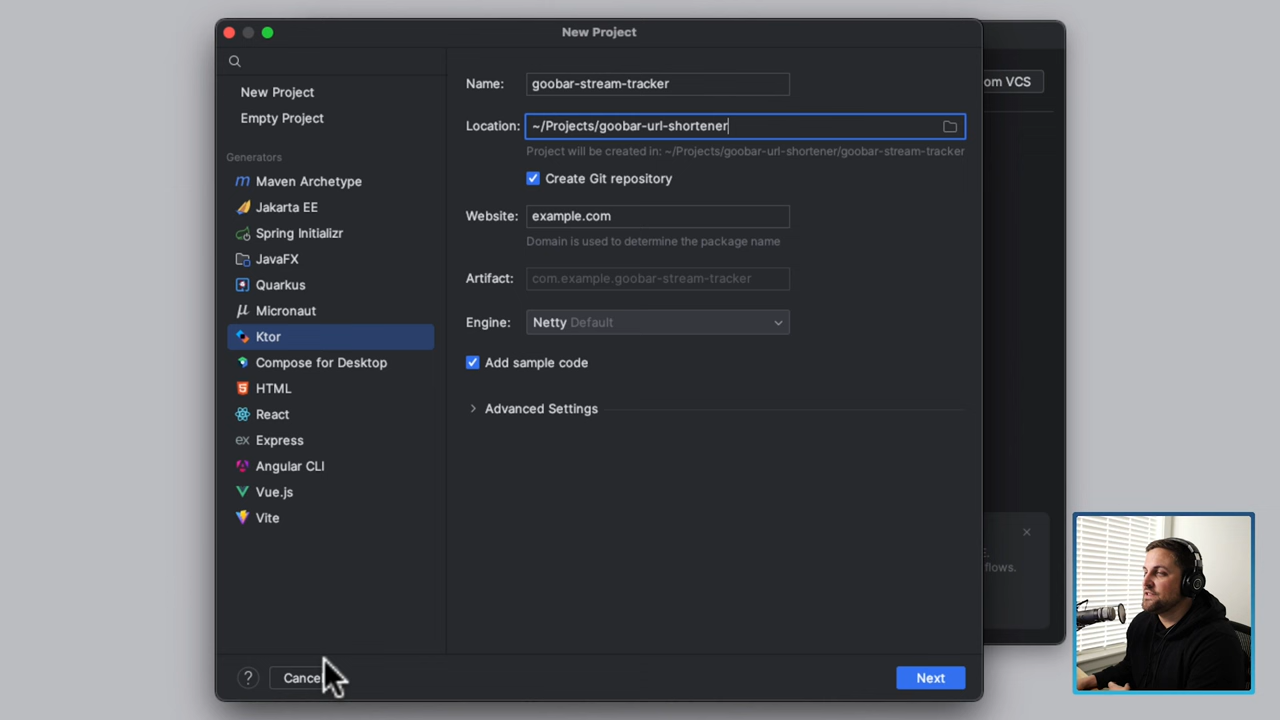 New Project
New Project
Empty Project
Generators
Maven Archetype
Jakarta EE
Spring Initializr
JavaFX
Quarkus
Micronaut
Ktor
Compose for Desktop
HTML
React
ex Express
Angular CLI
Vue.js
Vite
Name: goobar-stream-tracker
Location: ~/Projects/goobar-url-shortener
Project will be created in: ~/Projects/goobar-url-shortener/goobar-stream-tracker
Create Git repository
Website: example.com
Domain is used to determine the package name
Artifact: com.example.goobar-stream-tracker
Engine: Netty Default
Add sample code
Advanced Settings
? Cancel
Next
om VCS
flows.